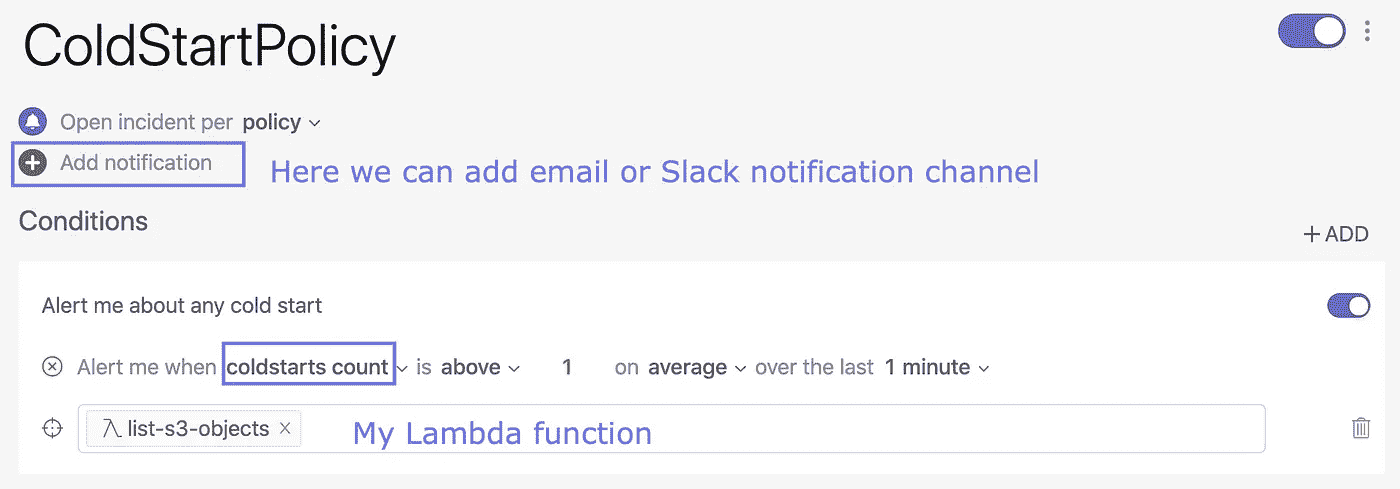 ColdStartPolicy
Open incident per policy
Add notification
Here we can add email or Slack notification channel
Conditions
+ ADD
Alert me about any cold start
Alert me when coldstarts count is above 1 on average over the last 1 minute
list-s3-objects ×
My Lambda function